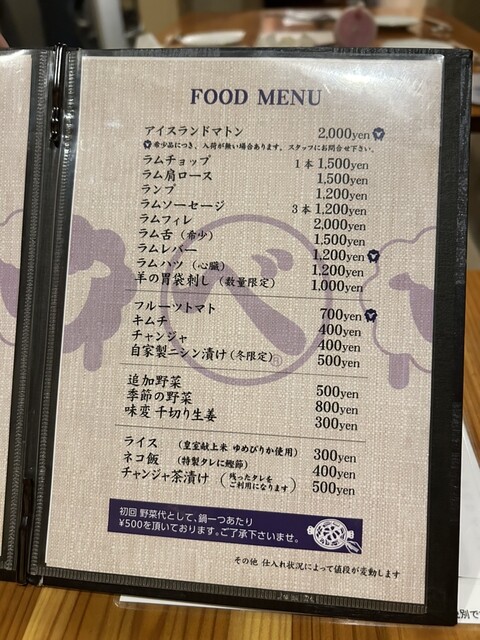 FOOD MENU
アイスランドマトン 2,000yen
希少品につき、入荷が無い場合あります。スタッフにお問合せ下さい。
ラムチョップ 1本 1,500yen
ラム肩ロース 1,500yen
ランプ 1,200yen
ラムソーセージ 3本 1,200yen
ラムフィレ 2,000yen
ラム舌（希少） 1,500yen
ラムレバー 1,200yen
ラムハツ（心臓） 1,200yen
羊の胃袋刺し（数量限定） 1,000yen
フルーツトマト 700yen
キムチ 400yen
チャンジャ 400yen
自家製ニシン漬け（冬限定） 500yen
追加野菜 500yen
季節の野菜 800yen
味変 千切り生姜 300yen
ライス （皇室献上米 ゆめぴりか使用） 300yen
ネコ飯 （特製タレに鰹節） 400yen
チャンジャ茶漬け（残ったタレをご利用になります） 500yen
初回 野菜代として、鍋一つあたり
¥500を頂いております。ご了承下さいませ。
その他 仕入れ状況によって値段が変動します